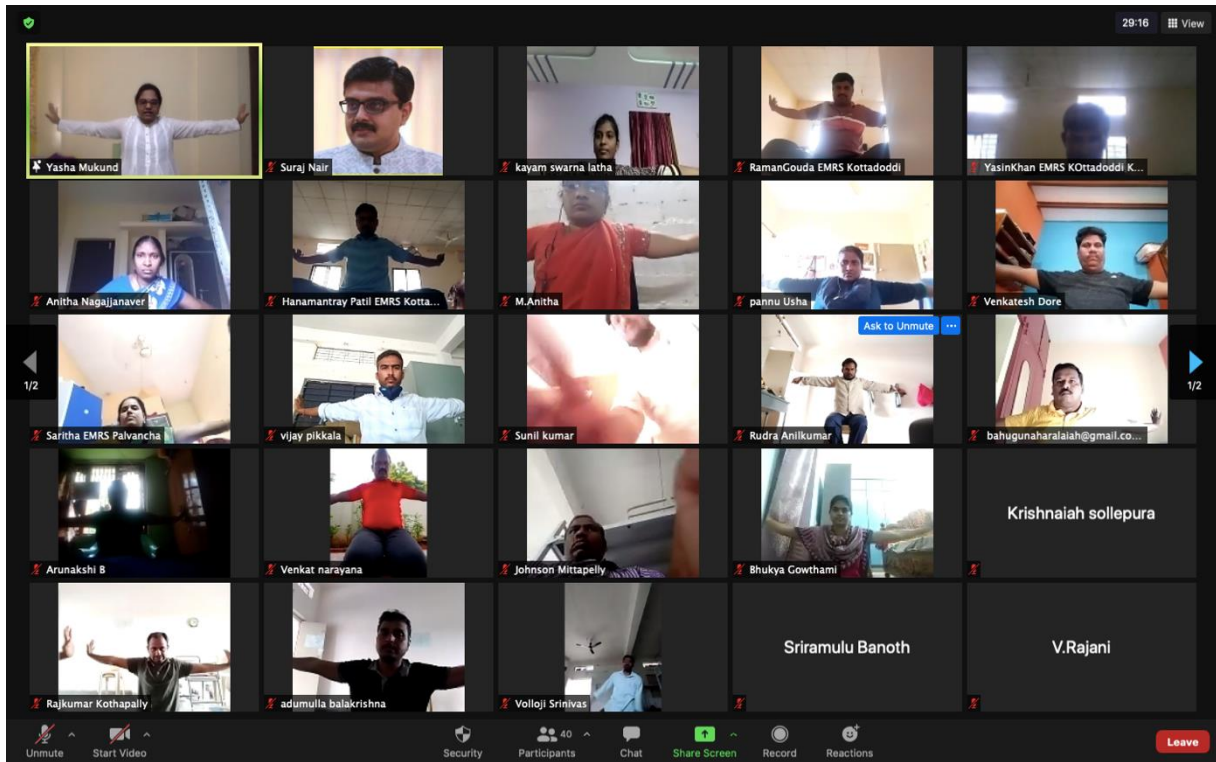 29:16 View
Yasha Mukund
Suraj Nair
kayam swarna latha
RamanGouda EMRS Kottadoddi
YasinKhan EMRS KOttadoddi K...
Anitha Nagajjanaver
Hanamantray Patil EMRS Kotta...
M.Anitha
pannu Usha
Venkatesh Dore
Ask to Unmute ...
1/2
1/2
Saritha EMRS Palvancha
vijay pikkala
Sunil kumar
Rudra Anilkumar
bahugunaharalaiah@gmail.co...
Arunakshi B
Venkat narayana
Johnson Mittapelly
Bhukya Gowthami
Krishnaiah sollepura
Rajkumar Kothapally
adumulla balakrishna
Volloji Srinivas
Sriramulu Banoth
V.Rajani
Unmute
Start Video
Security
Participants 40
Chat
Share Screen
Record
Reactions
Leave